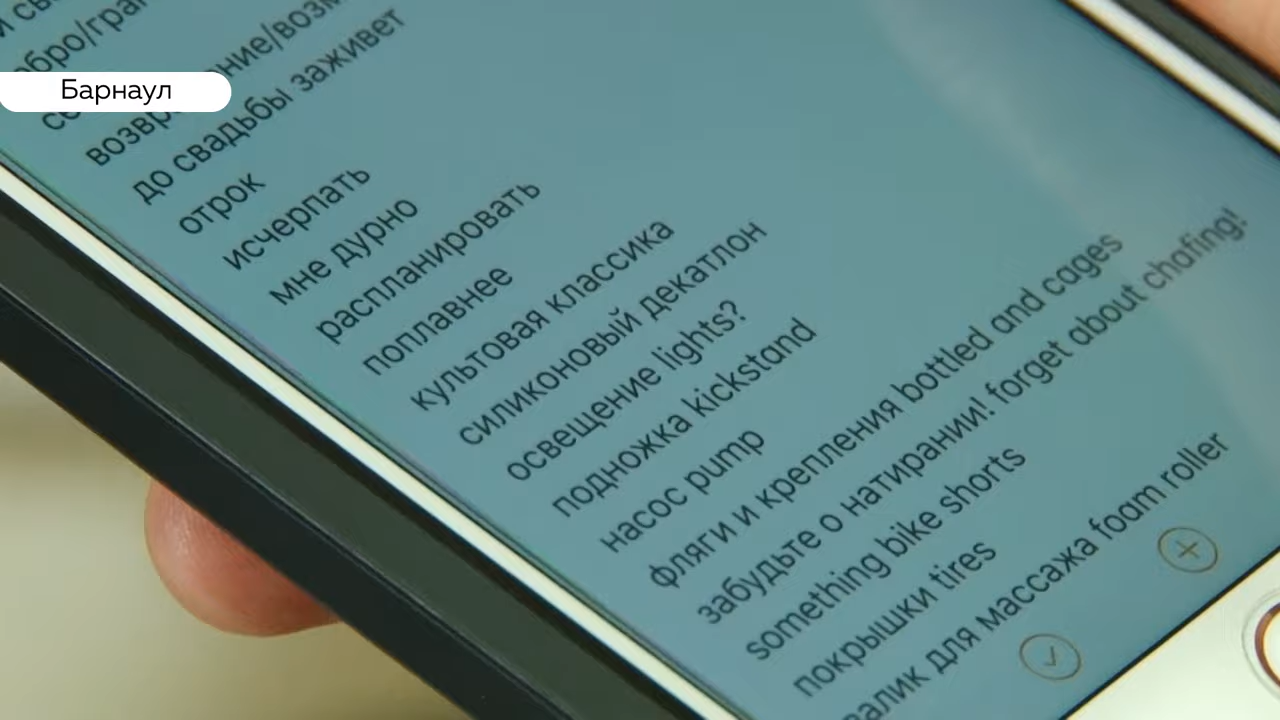 Барнаул
до свадьбы заживет
отрок
исчерпать
мне дурно
распланировать
поплавнее
культовая классика
силиконовый декатлон
освещение lights?
подножка kickstand
насос pump
фляги и крепления bottled and cages
забудьте о натирании! forget about chafing!
something bike shorts
покрышки tires
валик для массажа foam roller